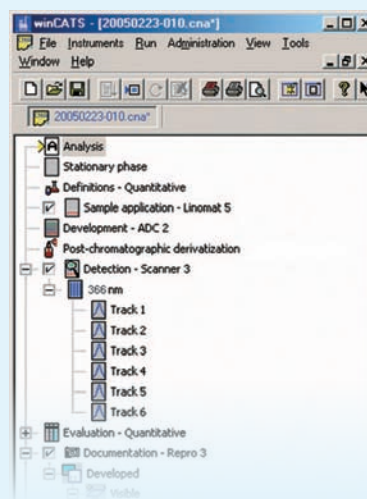 winCATS - [20050223-010.cna*]
File Instruments Run Administration View Tools
Window Help
20050223-010.cna*
Analysis
Stationary phase
Definitions - Quantitative
Sample application - Linomat 5
Development - ADC 2
Post-chromatographic derivatization
Detection - Scanner 3
366 nm
Track 1
Track 2
Track 3
Track 4
Track 5
Track 6
Evaluation - Quantitative
Documentation - Repro 3
Developed
Visible